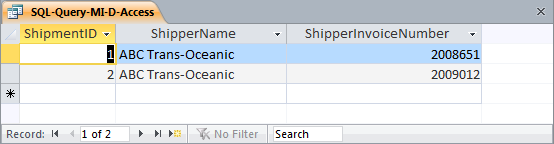 SQL-Query-MI-D-Access
ShipmentID ShipperName ShipperInvoiceNumber
1 ABC Trans-Oceanic 2008651
2 ABC Trans-Oceanic 2009012
Record: 1 of 2 No Filter Search